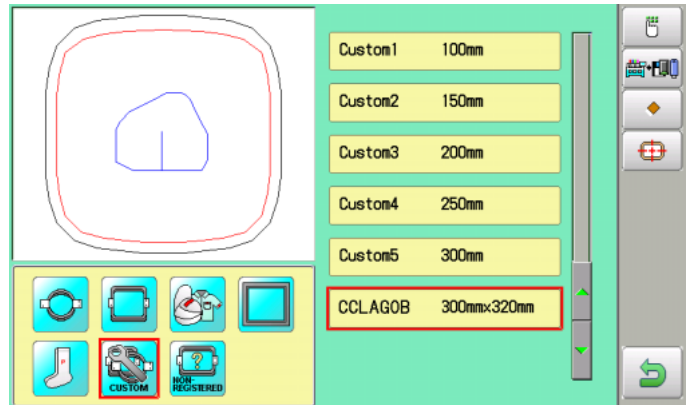 Custom1 100mm
Custom2 150mm
Custom3 200mm
Custom4 250mm
Custom5 300mm
CCLAGOB 300mm×320mm
P
CUSTOM
?
NON-
REGISTERED